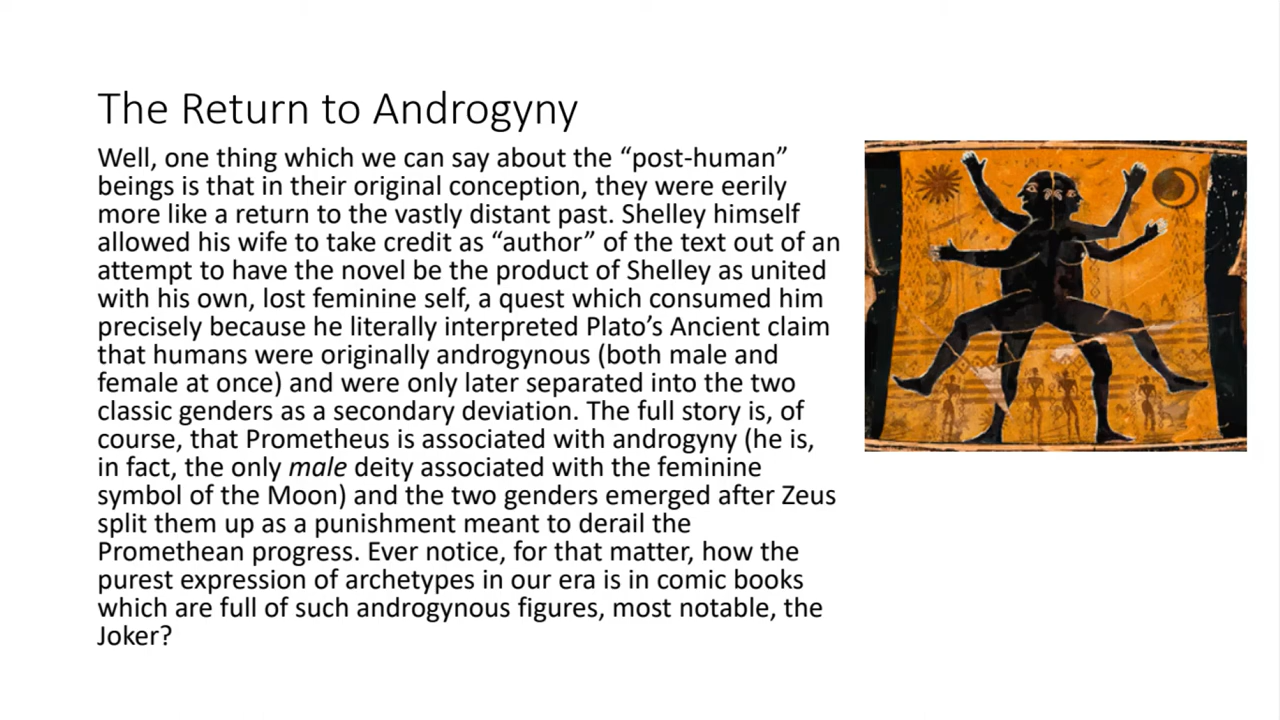 The Return to Androgyny
Well, one thing which we can say about the “post-human”
beings is that in their original conception, they were eerily
more like a return to the vastly distant past. Shelley himself
allowed his wife to take credit as “author” of the text out of an
attempt to have the novel be the product of Shelley as united
with his own, lost feminine self, a quest which consumed him
precisely because he literally interpreted Plato’s Ancient claim
that humans were originally androgynous (both male and
female at once) and were only later separated into the two
classic genders as a secondary deviation. The full story is, of
course, that Prometheus is associated with androgyny (he is,
in fact, the only male deity associated with the feminine
symbol of the Moon) and the two genders emerged after Zeus
split them up as a punishment meant to derail the
Promethean progress. Ever notice, for that matter, how the
purest expression of archetypes in our era is in comic books
which are full of such androgynous figures, most notable, the
Joker?